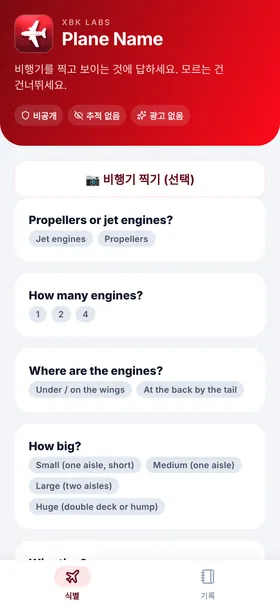 XBK LABS
Plane Name
비행기를 찍고 보이는 것에 답하세요. 모르는 건
건너뛰세요.
비공개
추적 없음
광고 없음
비행기 찍기 (선택)
Propellers or jet engines?
Jet engines
Propellers
How many engines?
1
2
4
Where are the engines?
Under / on the wings
At the back by the tail
How big?
Small (one aisle, short)
Medium (one aisle)
Large (two aisles)
Huge (double deck or hump)
식별
기록